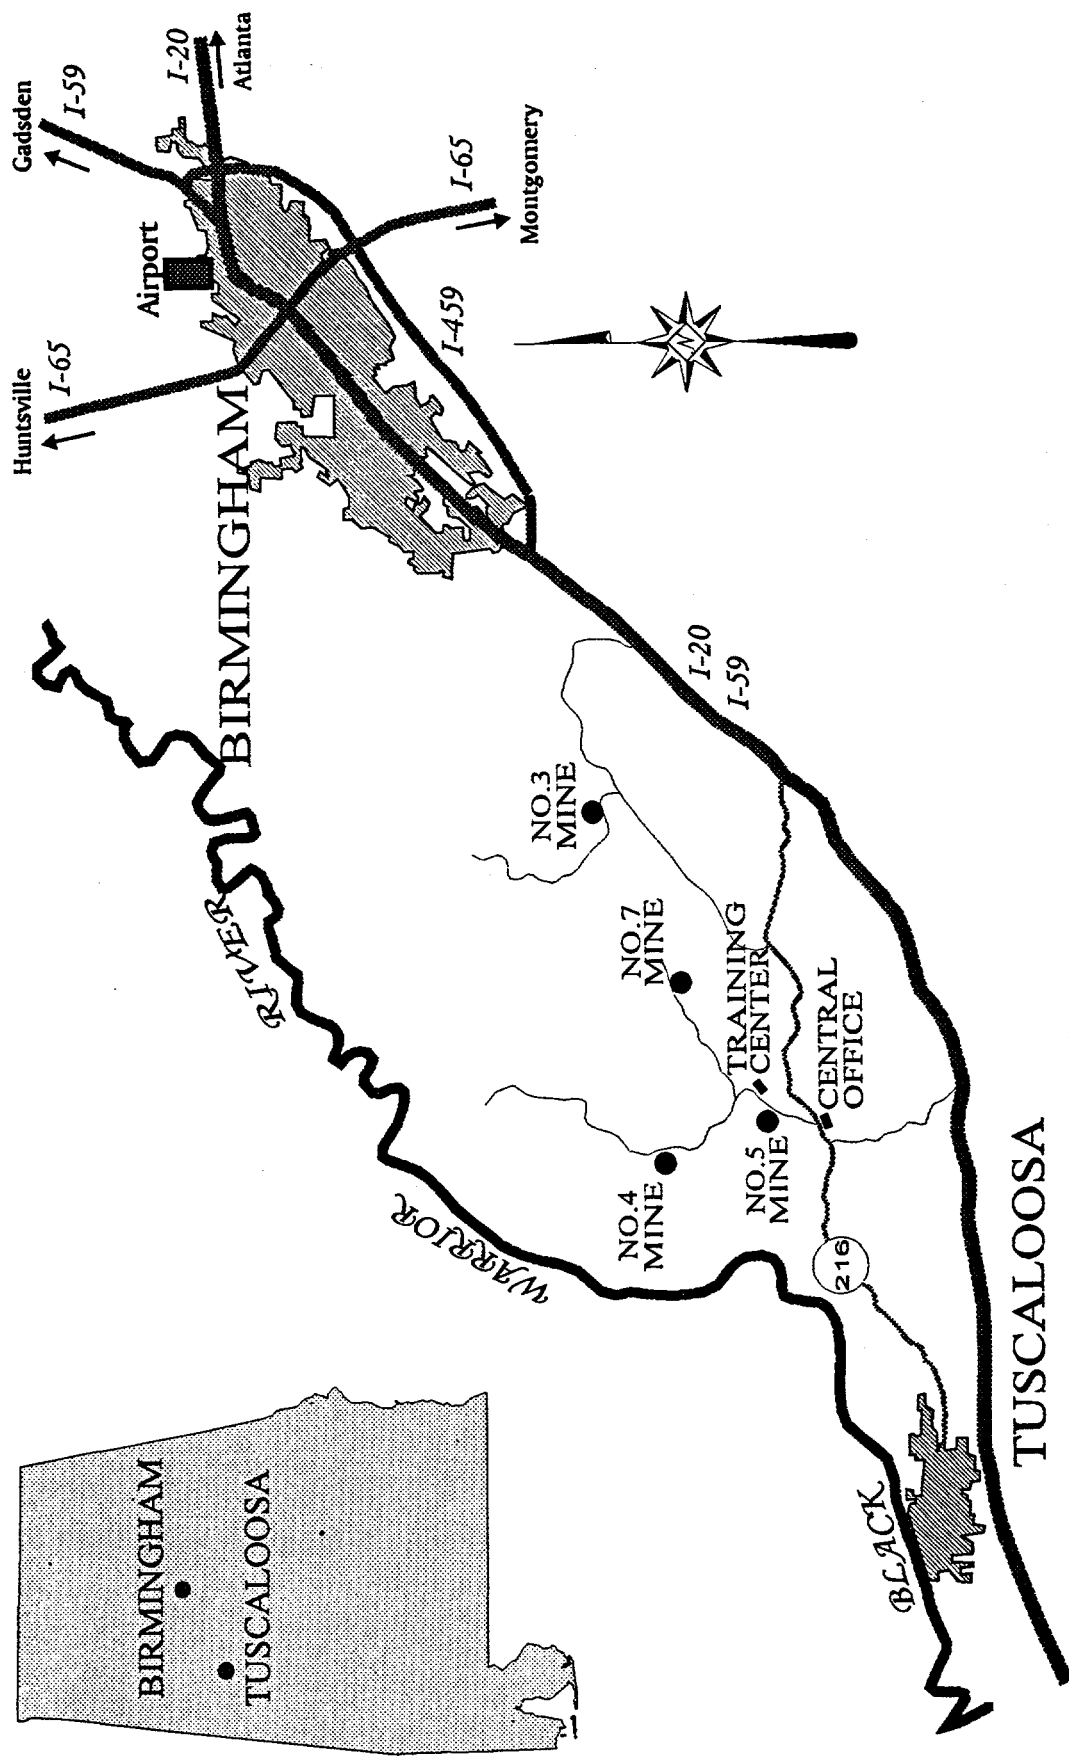 Gadsden
I-59
I-20
Atlanta
Huntsville
I-65
Airport
I-65
Montgomery
I-459
BIRMINGHAM
I-20
I-59
RIVER
WARRIOR
BLACK
NO.3
MINE
NO.7
MINE
TRAINING
CENTER
CENTRAL
OFFICE
NO.4
MINE
NO.5
MINE
216
TUSCALOOSA
N
BIRMINGHAM
TUSCALOOSA